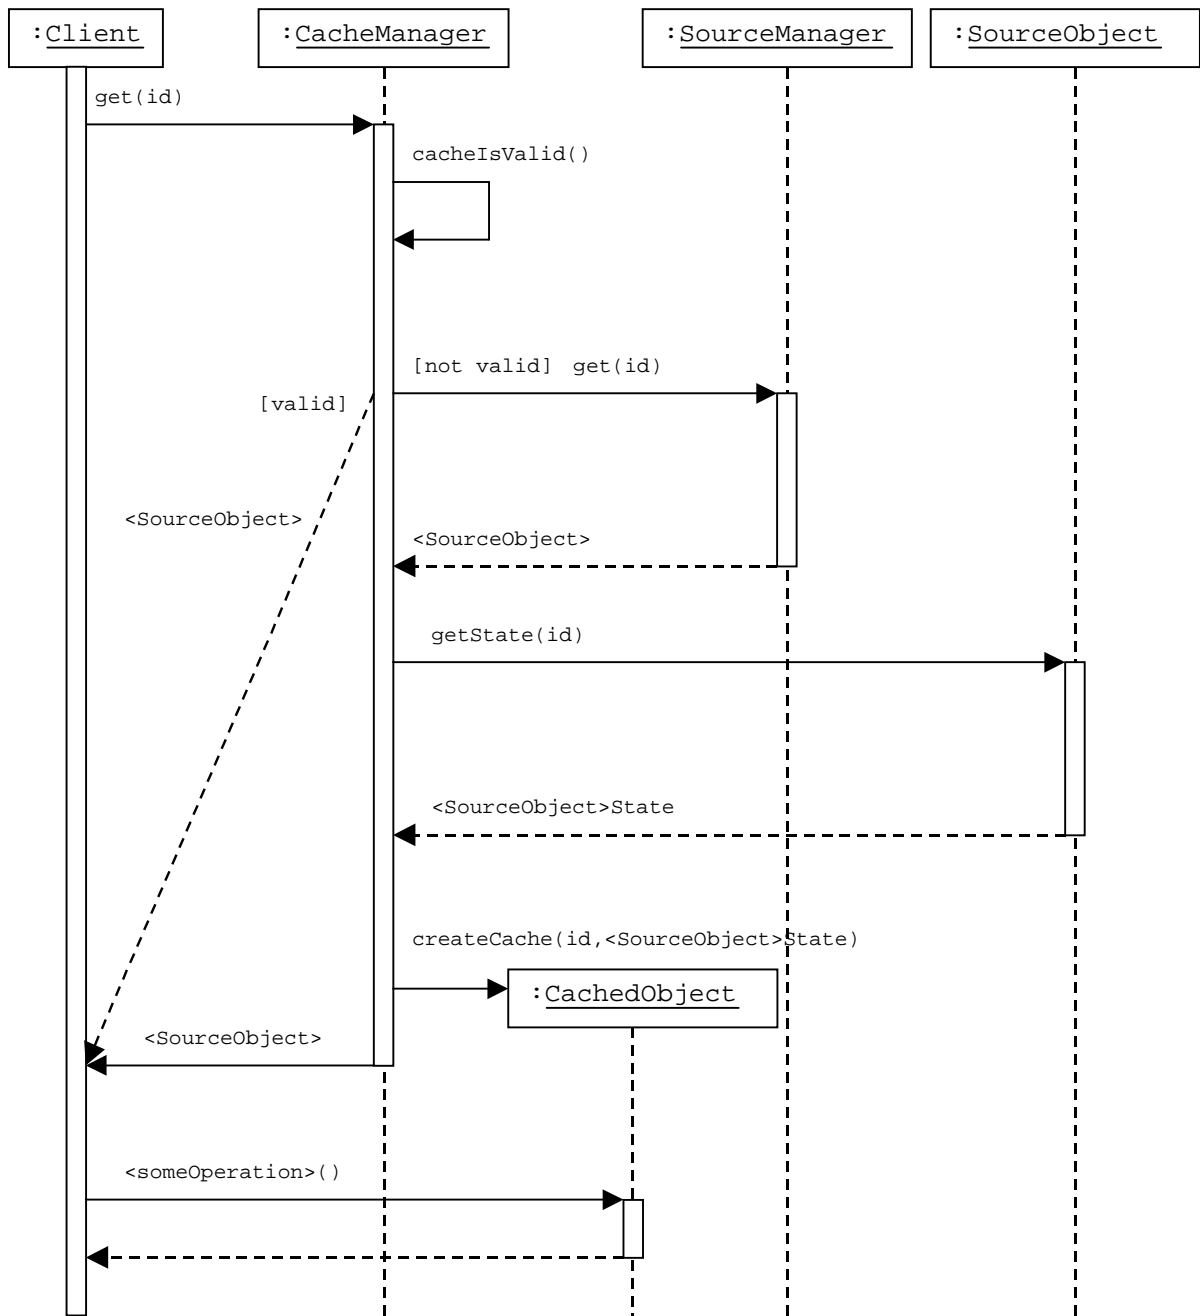 :Client
:CacheManager
:SourceManager
:SourceObject
get(id)
cacheIsValid()
[not valid] get(id)
[valid]
<SourceObject>
<SourceObject>
getState(id)
<SourceObject>State
createCache(id,<SourceObject>State)
:CachedObject
<SourceObject>
<someOperation>()